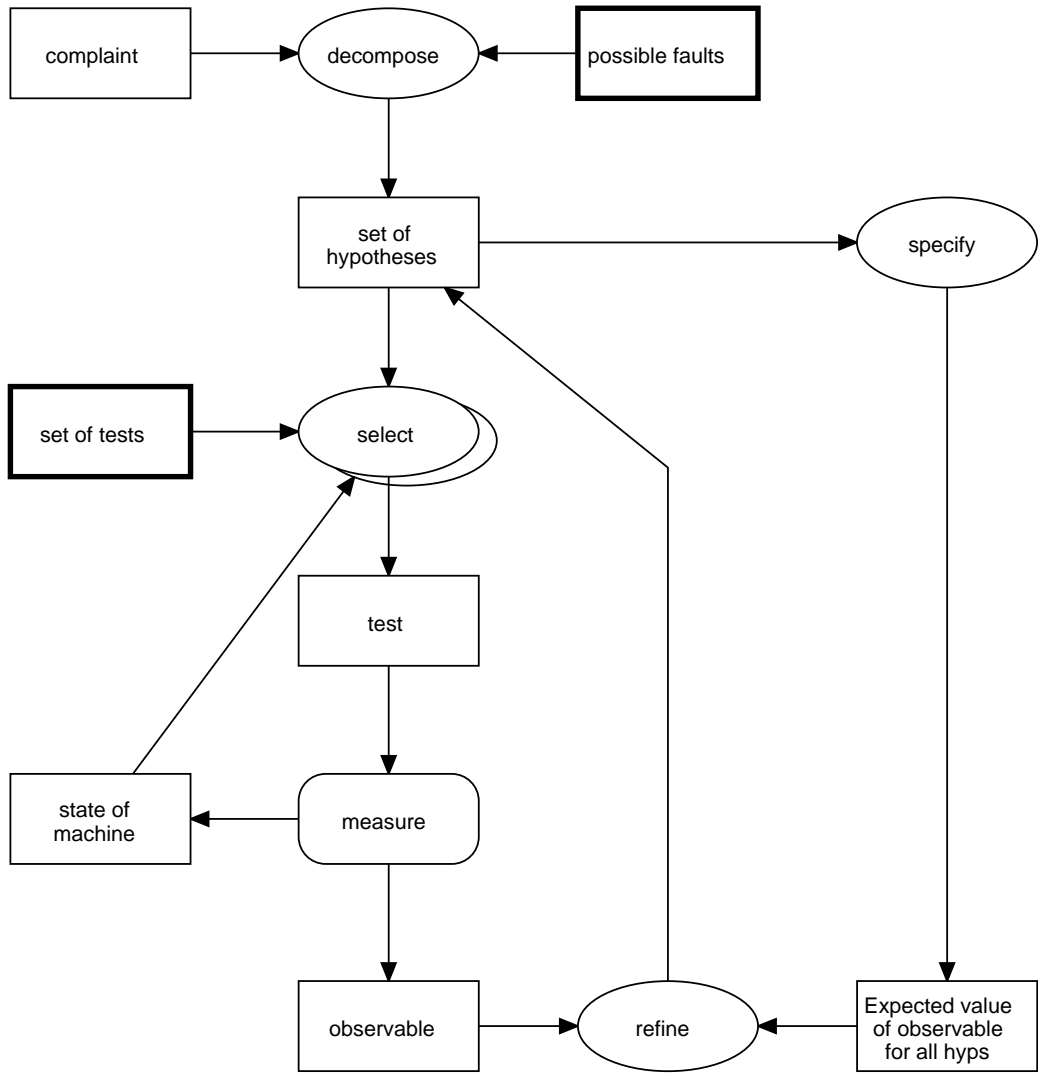 complaint
decompose
possible faults
set of
hypotheses
specify
set of tests
select
test
state of
machine
measure
observable
refine
Expected value
of observable
for all hyps